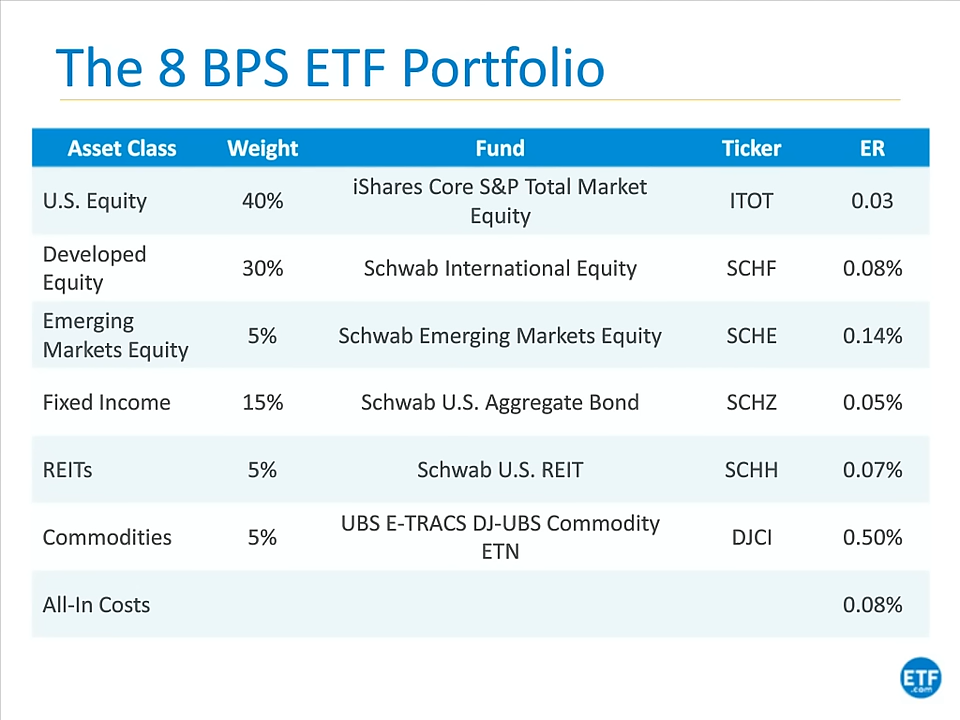 The 8 BPS ETF Portfolio
Asset Class Weight Fund Ticker ER
U.S. Equity 40% iShares Core S&P Total Market Equity ITOT 0.03
Developed Equity 30% Schwab International Equity SCHF 0.08%
Emerging Markets Equity 5% Schwab Emerging Markets Equity SCHE 0.14%
Fixed Income 15% Schwab U.S. Aggregate Bond SCHZ 0.05%
REITs 5% Schwab U.S. REIT SCHH 0.07%
Commodities 5% UBS E-TRACS DJ-UBS Commodity ETN DJCI 0.50%
All-In Costs 0.08%
ETF
.com